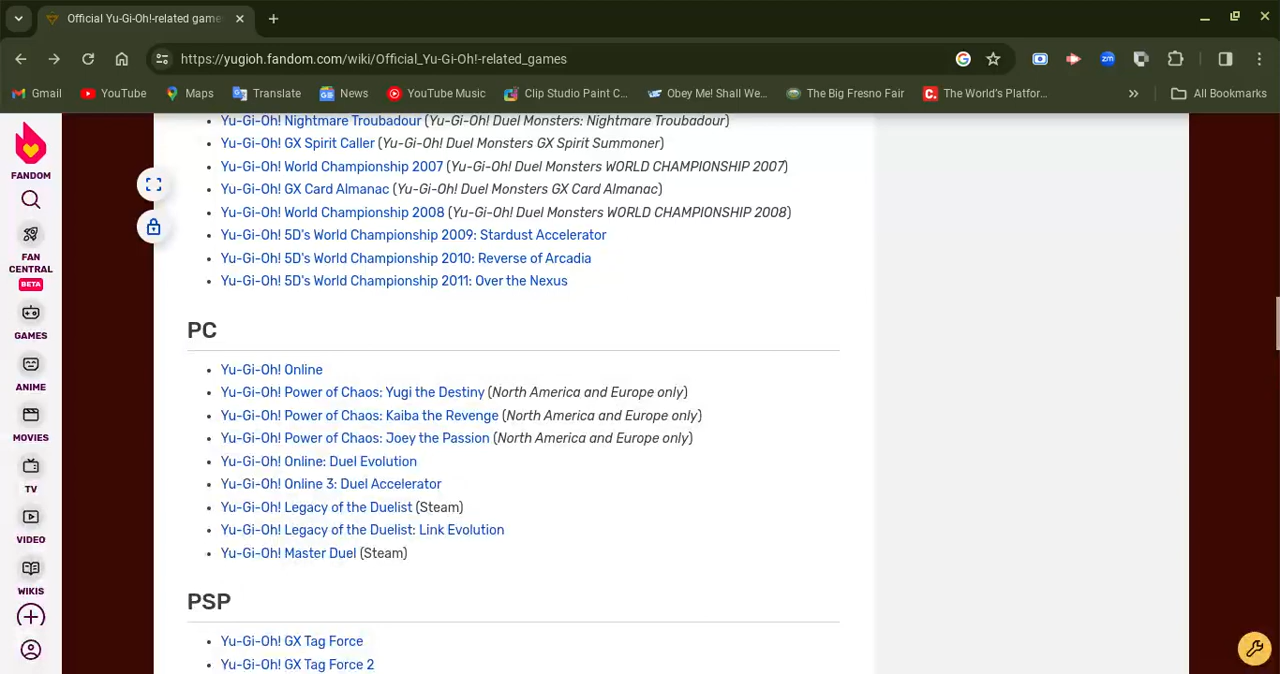 Official Yu-Gi-Oh!-related game
https://yugioh.fandom.com/wiki/Official_Yu-Gi-Oh!-related_games
Gmail
YouTube
Maps
Translate
News
YouTube Music
Clip Studio Paint C...
Obey Me! Shall We...
The Big Fresno Fair
The World's Platfor...
All Bookmarks
FANDOM
FAN
CENTRAL
BETA
GAMES
ANIME
MOVIES
TV
VIDEO
WIKIS
Yu-Gi-Oh! Nightmare Troubadour (Yu-Gi-Oh! Duel Monsters: Nightmare Troubadour)
Yu-Gi-Oh! GX Spirit Caller (Yu-Gi-Oh! Duel Monsters GX Spirit Summoner)
Yu-Gi-Oh! World Championship 2007 (Yu-Gi-Oh! Duel Monsters WORLD CHAMPIONSHIP 2007)
Yu-Gi-Oh! GX Card Almanac (Yu-Gi-Oh! Duel Monsters GX Card Almanac)
Yu-Gi-Oh! World Championship 2008 (Yu-Gi-Oh! Duel Monsters WORLD CHAMPIONSHIP 2008)
Yu-Gi-Oh! 5D's World Championship 2009: Stardust Accelerator
Yu-Gi-Oh! 5D's World Championship 2010: Reverse of Arcadia
Yu-Gi-Oh! 5D's World Championship 2011: Over the Nexus
PC
Yu-Gi-Oh! Online
Yu-Gi-Oh! Power of Chaos: Yugi the Destiny (North America and Europe only)
Yu-Gi-Oh! Power of Chaos: Kaiba the Revenge (North America and Europe only)
Yu-Gi-Oh! Power of Chaos: Joey the Passion (North America and Europe only)
Yu-Gi-Oh! Online: Duel Evolution
Yu-Gi-Oh! Online 3: Duel Accelerator
Yu-Gi-Oh! Legacy of the Duelist (Steam)
Yu-Gi-Oh! Legacy of the Duelist: Link Evolution
Yu-Gi-Oh! Master Duel (Steam)
PSP
Yu-Gi-Oh! GX Tag Force
Yu-Gi-Oh! GX Tag Force 2